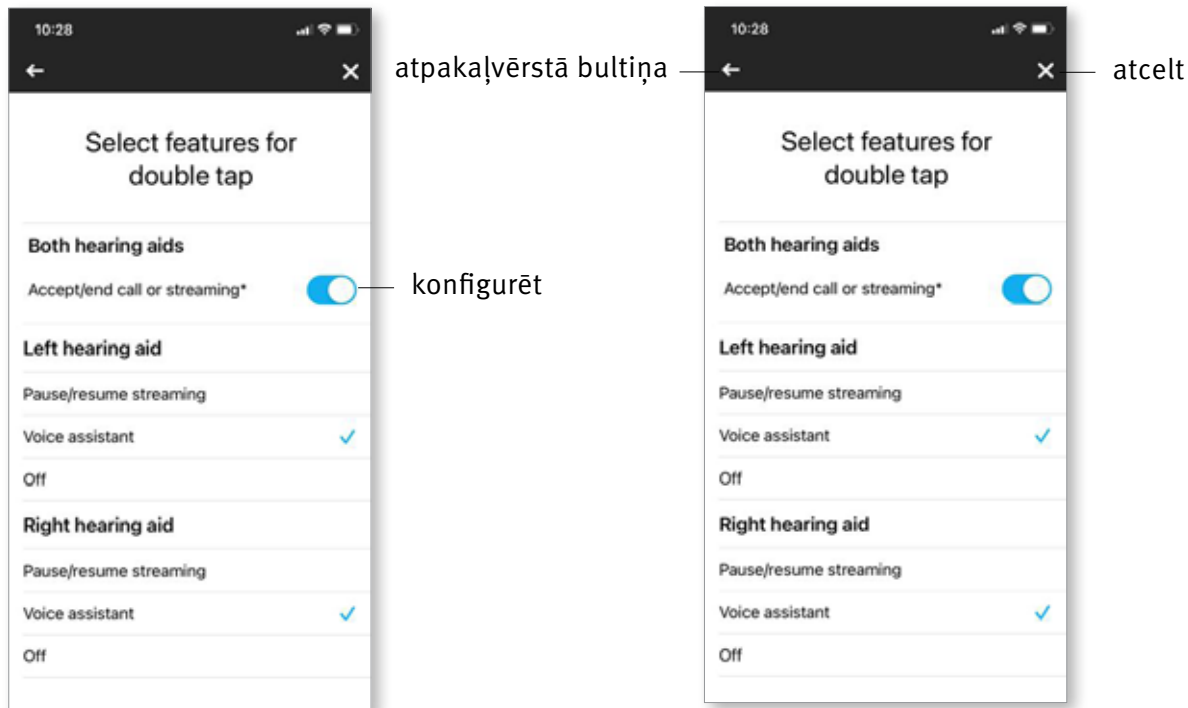 10:28
Select features for
double tap
Both hearing aids
Accept/end call or streaming*
konfigurēt
Left hearing aid
Pause/resume streaming
Voice assistant
Off
Right hearing aid
Pause/resume streaming
Voice assistant
Off
10:28
atpakaļvērstā bultiņa
atcelt
Select features for
double tap
Both hearing aids
Accept/end call or streaming*
Left hearing aid
Pause/resume streaming
Voice assistant
Off
Right hearing aid
Pause/resume streaming
Voice assistant
Off